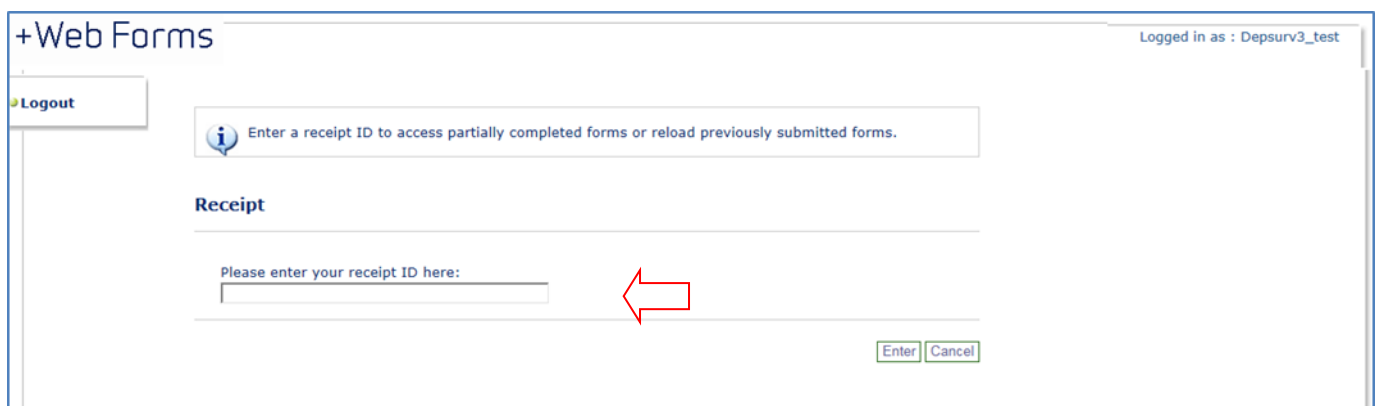 +Web Forms
Logged in as : Depsurv3_test
Logout
Enter a receipt ID to access partially completed forms or reload previously submitted forms.
Receipt
Please enter your receipt ID here:
Enter Cancel